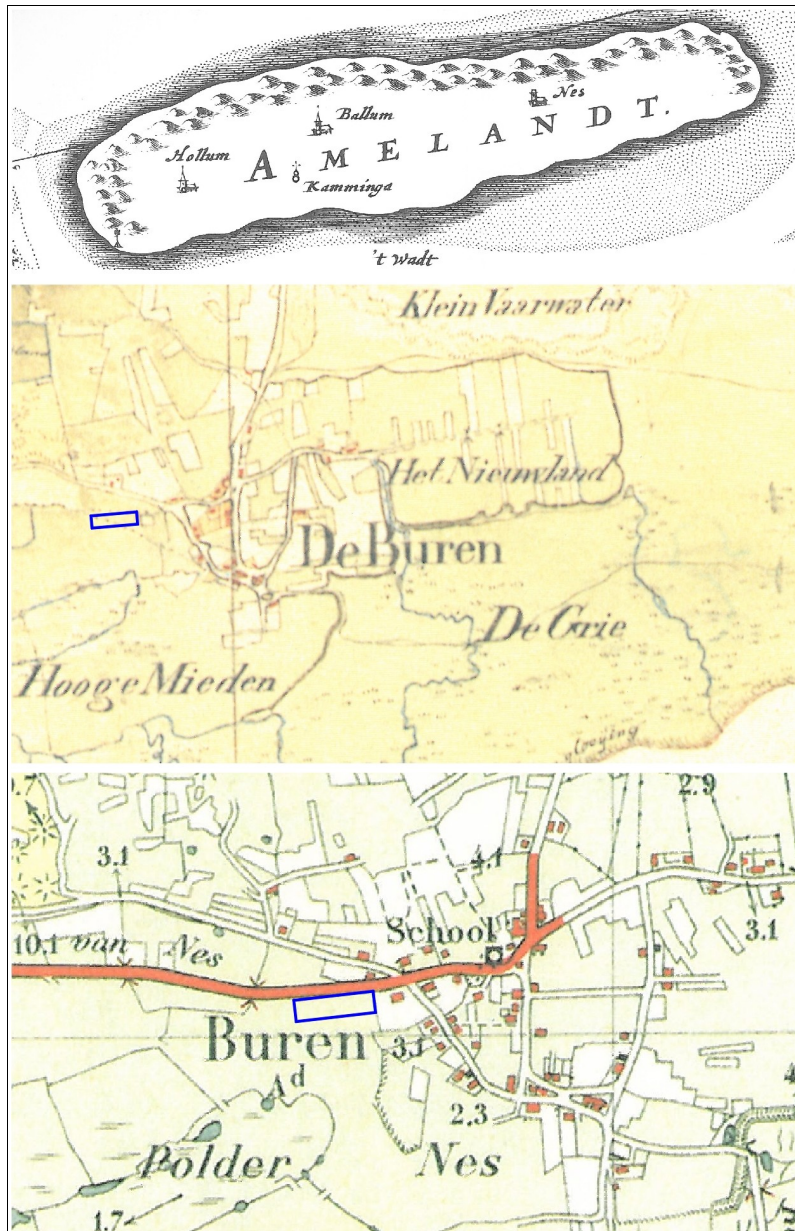 Ballum
Nes
Hollum
AMELANDT.
Kamminga
't Wadt
Klein Vaarwater
Het Nieuwland
De Buren
De Grie
Hooge Mieden
2.9
3.1
4.1
School
3.1
10.1 van Nes
Buren
3.1
Ad
2.3
Polder Nes
1.7